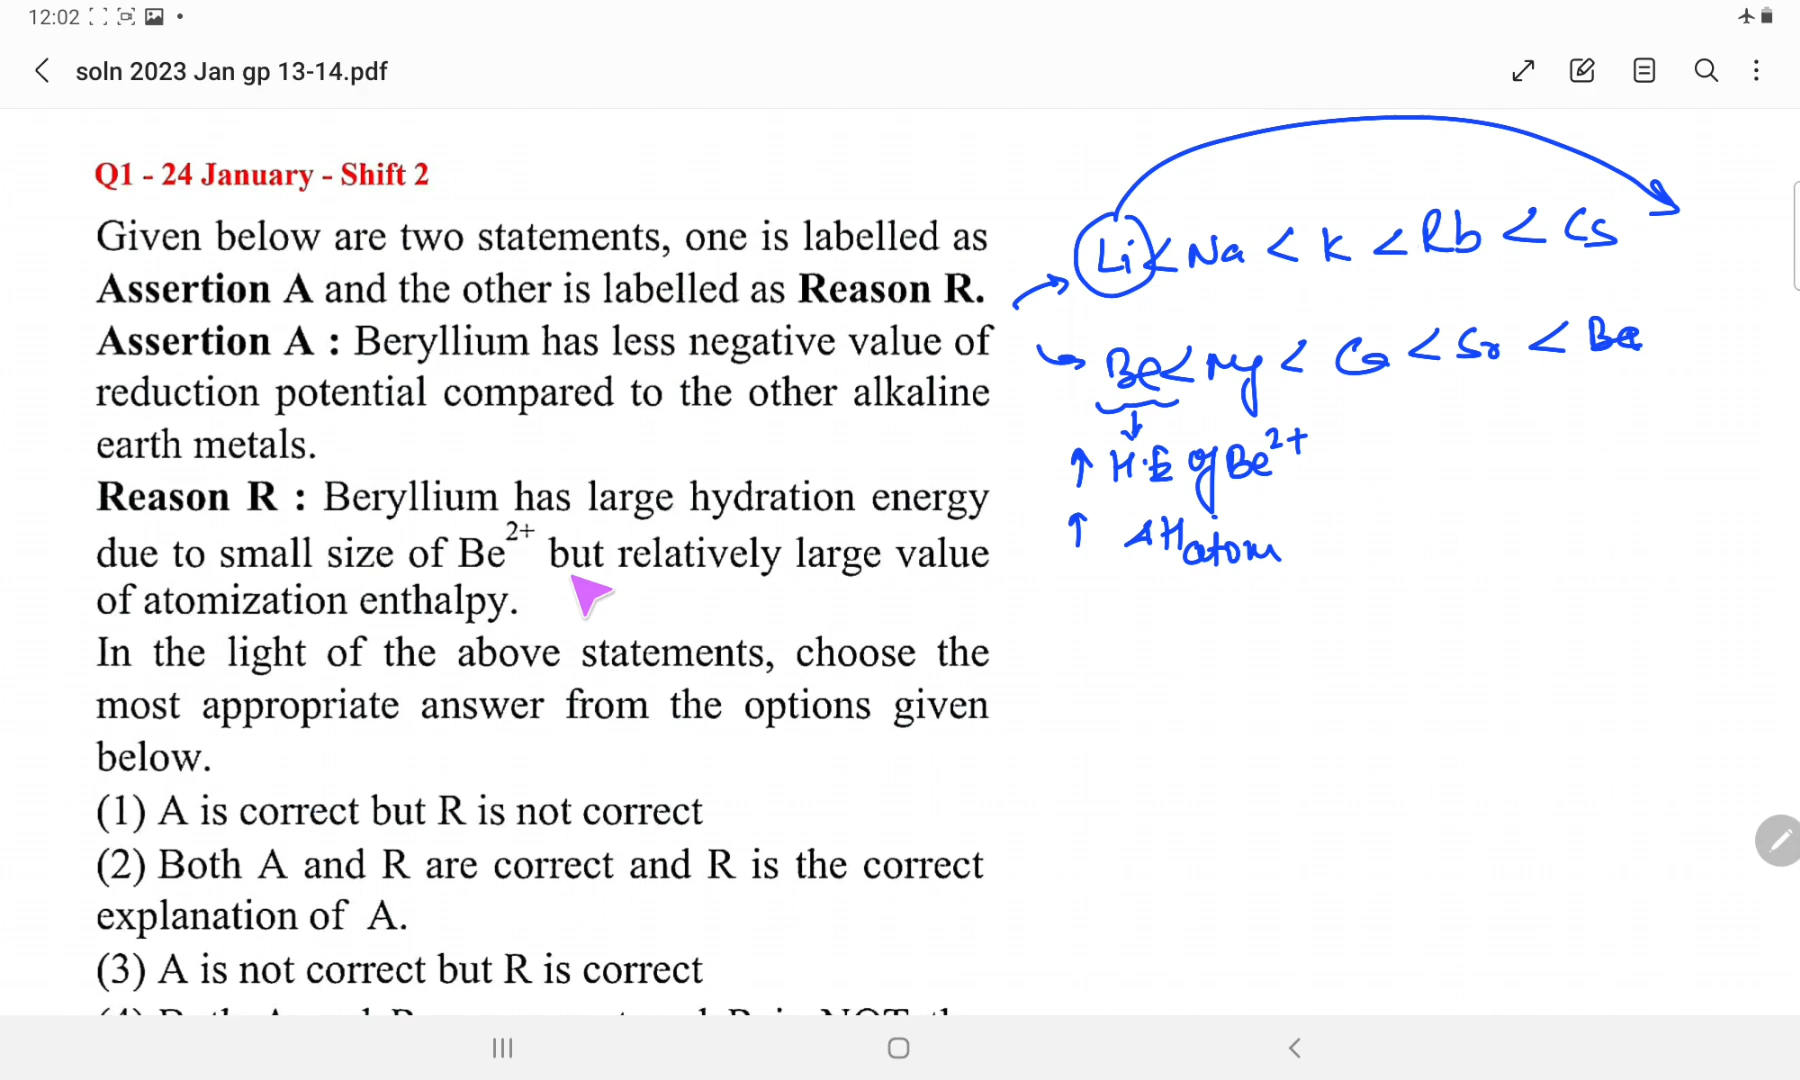 12:02
soln 2023 Jan gp 13-14.pdf
Q1 - 24 January - Shift 2
Given below are two statements, one is labelled as
Assertion A and the other is labelled as Reason R.
Assertion A : Beryllium has less negative value of
reduction potential compared to the other alkaline
earth metals.
Reason R : Beryllium has large hydration energy
due to small size of Be²⁺ but relatively large value
of atomization enthalpy.
In the light of the above statements, choose the
most appropriate answer from the options given
below.
(1) A is correct but R is not correct
(2) Both A and R are correct and R is the correct
explanation of A.
(3) A is not correct but R is correct
Li < Na < K < Rb < Cs
Be < Mg < Ca < Sr < Ba
↑ H.E of Be²⁺
↑ ΔH atom